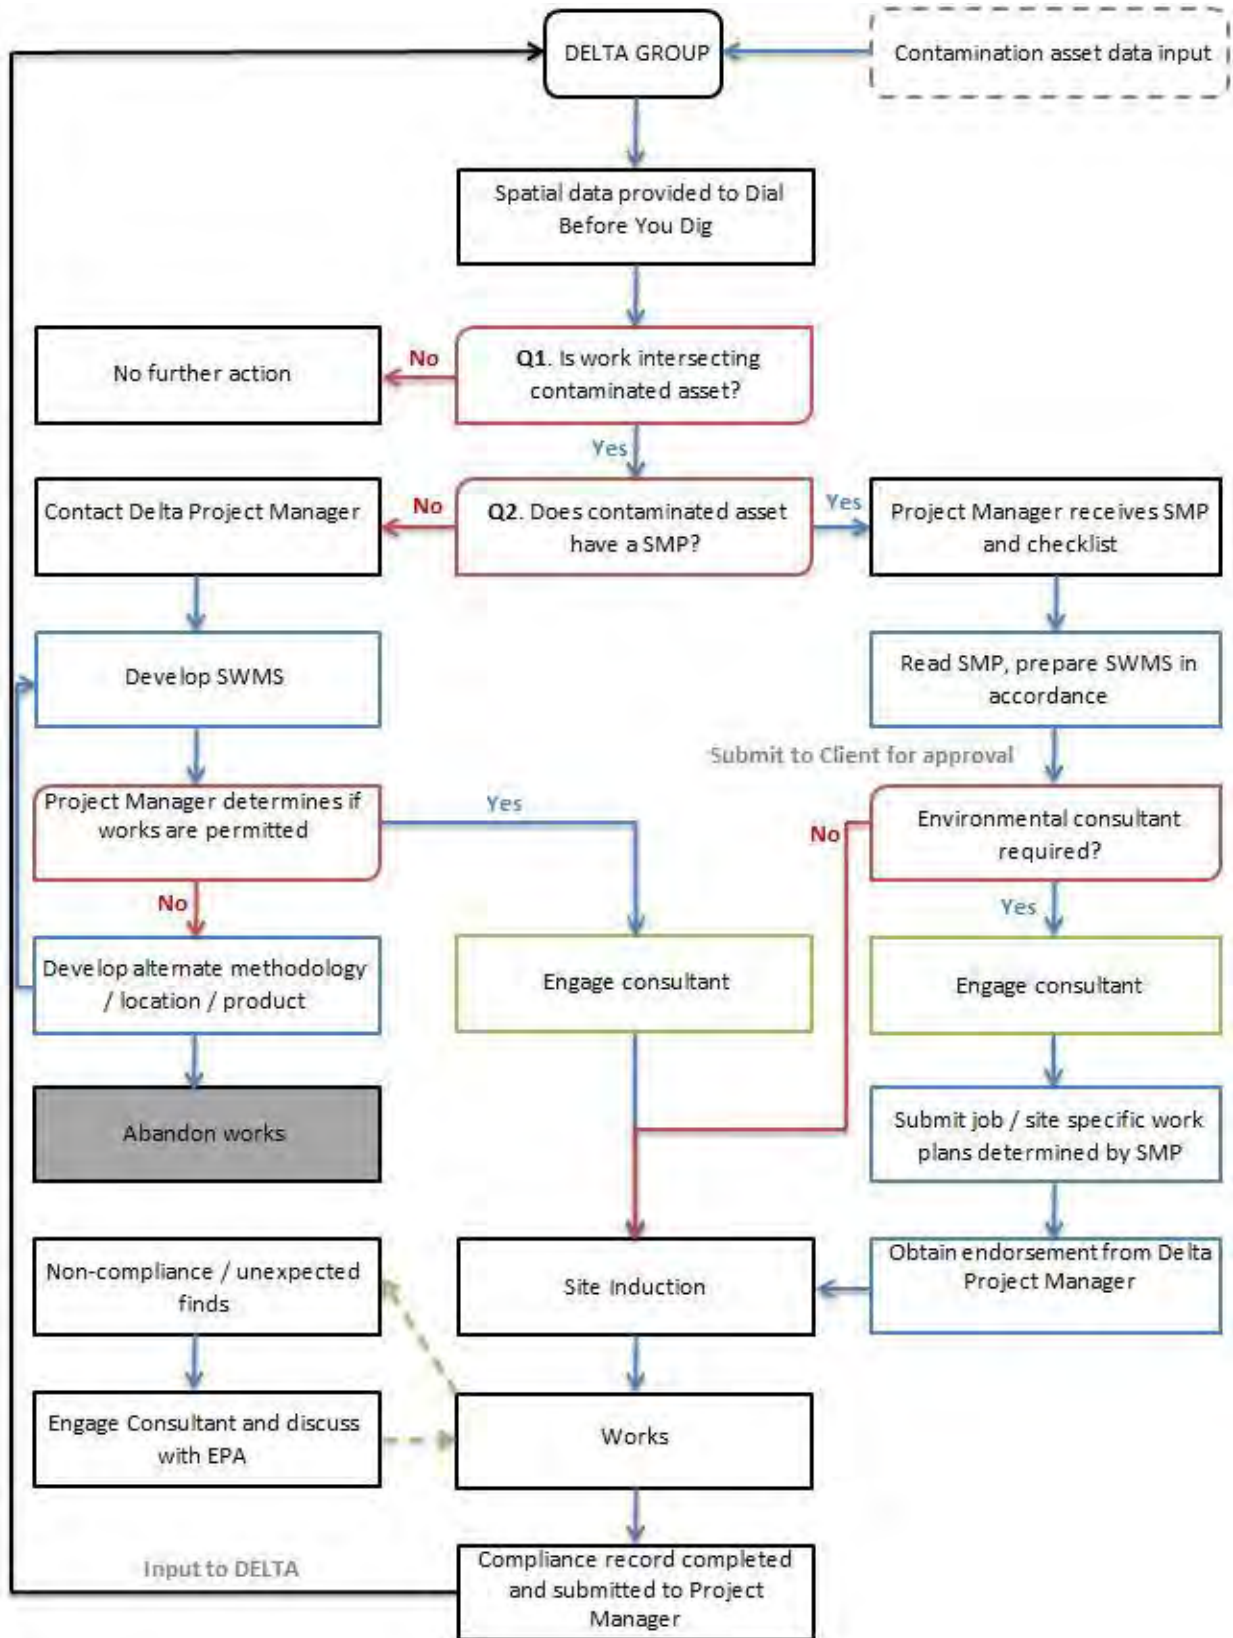 DELTA GROUP
Contamination asset data input
Spatial data provided to Dial
Before You Dig
No further action
No
Q1. Is work intersecting
contaminated asset?
Yes
Contact Delta Project Manager
No
Q2. Does contaminated asset
have a SMP?
Yes
Project Manager receives SMP
and checklist
Develop SWMS
Read SMP, prepare SWMS in
accordance
Submit to Client for approval
Project Manager determines if
works are permitted
Yes
No
Environmental consultant
required?
No
Yes
Develop alternate methodology
/ location / product
Engage consultant
Engage consultant
Abandon works
Submit job / site specific work
plans determined by SMP
Non-compliance / unexpected
finds
Site Induction
Obtain endorsement from Delta
Project Manager
Engage Consultant and discuss
with EPA
Works
Input to DELTA
Compliance record completed
and submitted to Project
Manager